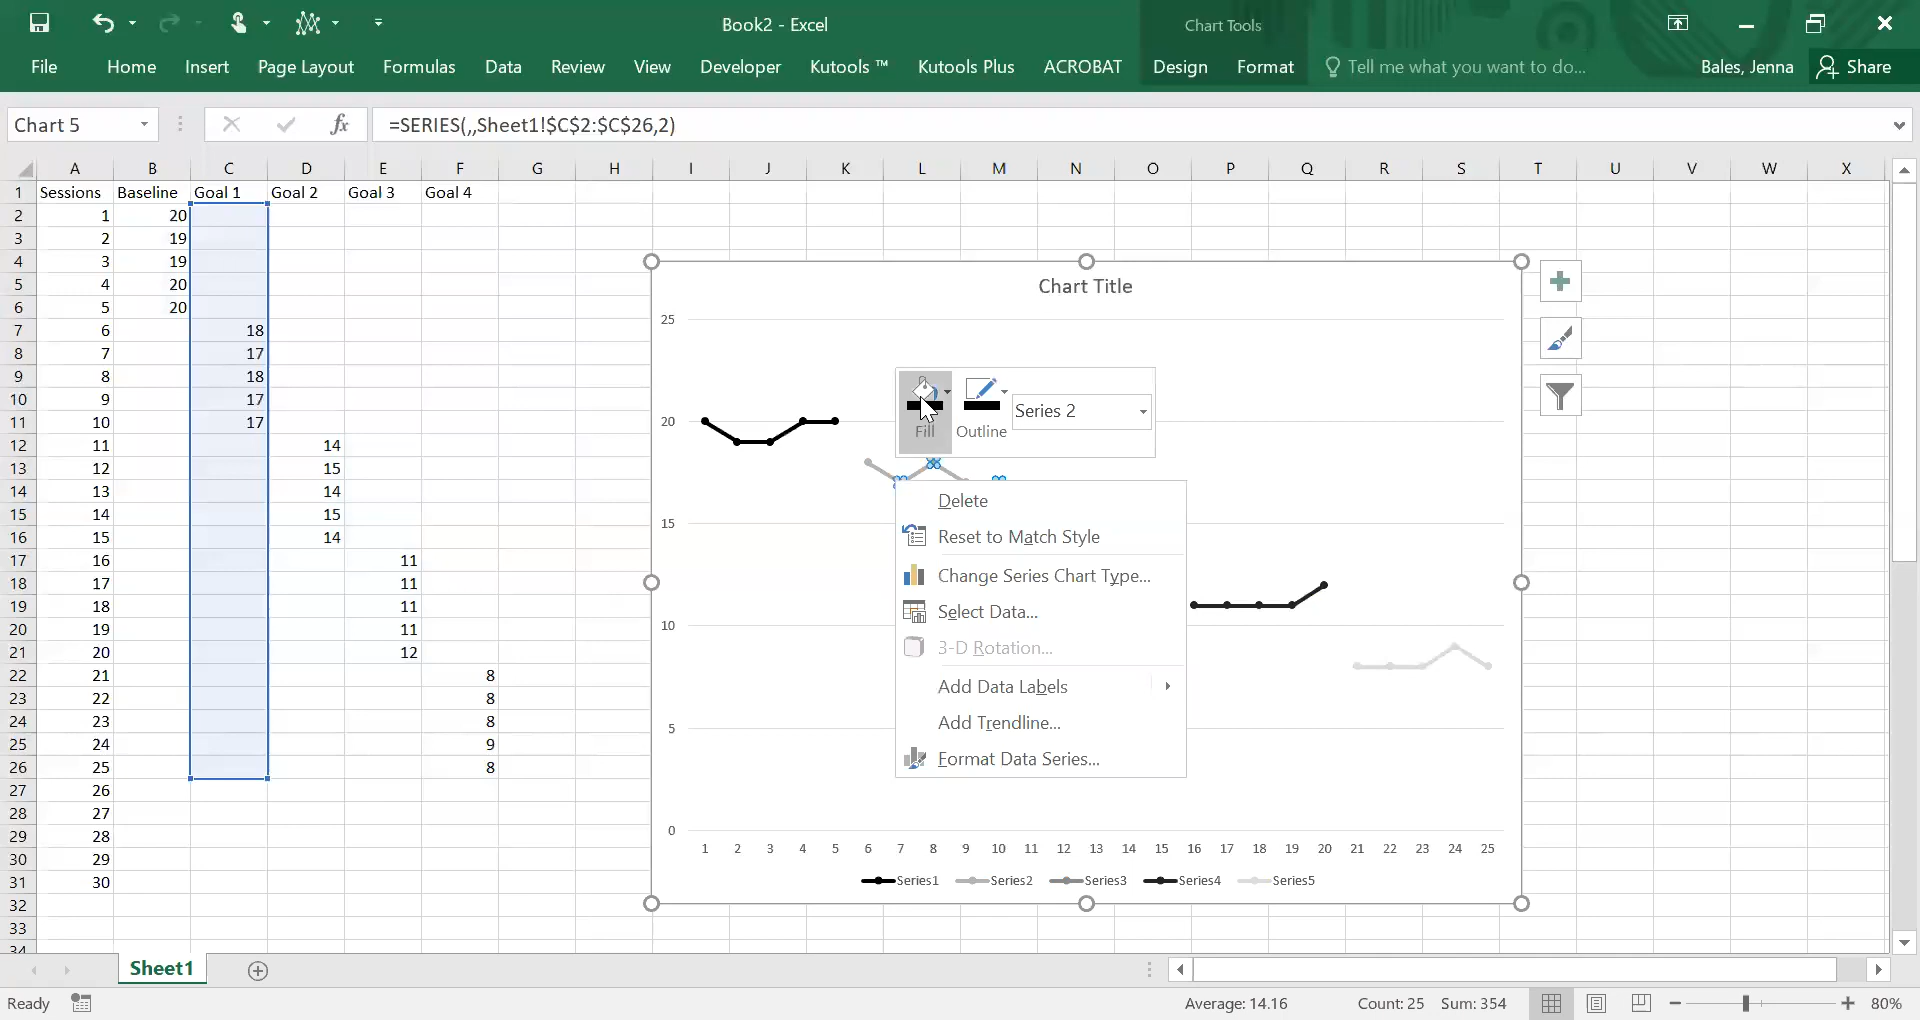 Book2 - Excel
Chart Tools
File Home Insert Page Layout Formulas Data Review View Developer Kutools ™ Kutools Plus ACROBAT Design Format Tell me what you want to do... Bales, Jenna Share
Chart 5 fx =SERIES(,,Sheet1!$C$2:$C$26,2)
A B C D E F G H I J K L M N O P Q R S T U V W X
1 Sessions Baseline Goal 1 Goal 2 Goal 3 Goal 4
2 1 20
3 2 19
4 3 19
5 4 20
6 5 20
7 6 18
8 7 17
9 8 18
10 9 17
11 10 17
12 11 14
13 12 15
14 13 14
15 14 15
16 15 14
17 16 11
18 17 11
19 18 11
20 19 11
21 20 12
22 21 8
23 22 8
24 23 8
25 24 9
26 25 8
27 26
28 27
29 28
30 29
31 30
32
33
34
Chart Title
25
20
15
10
5
0
1 2 3 4 5 6 7 8 9 10 11 12 13 14 15 16 17 18 19 20 21 22 23 24 25
Series1 Series2 Series3 Series4 Series5
Fill Outline Series 2
Delete
Reset to Match Style
Change Series Chart Type...
Select Data...
3-D Rotation...
Add Data Labels
Add Trendline...
Format Data Series...
Sheet1
Ready Average: 14.16 Count: 25 Sum: 354 80%